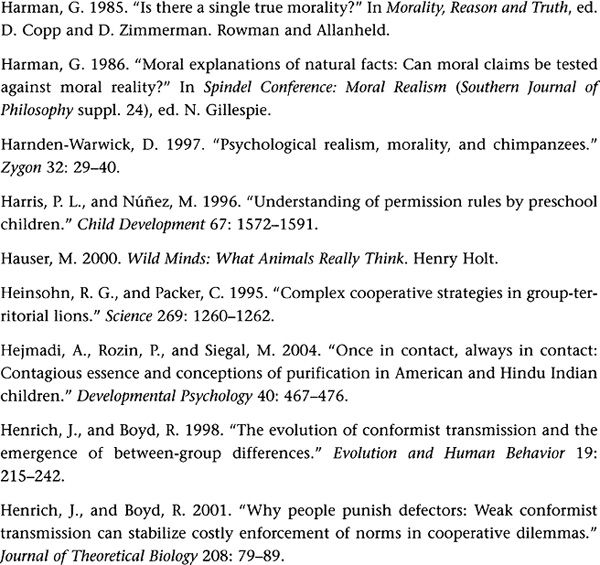 Harman, G. 1985. “Is there a single true morality?” In Morality, Reason and Truth, ed.
D. Copp and D. Zimmerman. Rowman and Allanheld.
Harman, G. 1986. “Moral explanations of natural facts: Can moral claims be tested
against moral reality?” In Spindel Conference: Moral Realism (Southern Journal of
Philosophy suppl. 24), ed. N. Gillespie.
Harnden-Warwick, D. 1997. “Psychological realism, morality, and chimpanzees.”
Zygon 32: 29–40.
Harris, P. L., and Núñez, M. 1996. “Understanding of permission rules by preschool
children.” Child Development 67: 1572–1591.
Hauser, M. 2000. Wild Minds: What Animals Really Think. Henry Holt.
Heinsohn, R. G., and Packer, C. 1995. “Complex cooperative strategies in group-ter-
ritorial lions.” Science 269: 1260–1262.
Hejmadi, A., Rozin, P., and Siegal, M. 2004. “Once in contact, always in contact:
Contagious essence and conceptions of purification in American and Hindu Indian
children.” Developmental Psychology 40: 467–476.
Henrich, J., and Boyd, R. 1998. “The evolution of conformist transmission and the
emergence of between-group differences.” Evolution and Human Behavior 19:
215–242.
Henrich, J., and Boyd, R. 2001. “Why people punish defectors: Weak conformist
transmission can stabilize costly enforcement of norms in cooperative dilemmas.”
Journal of Theoretical Biology 208: 79–89.